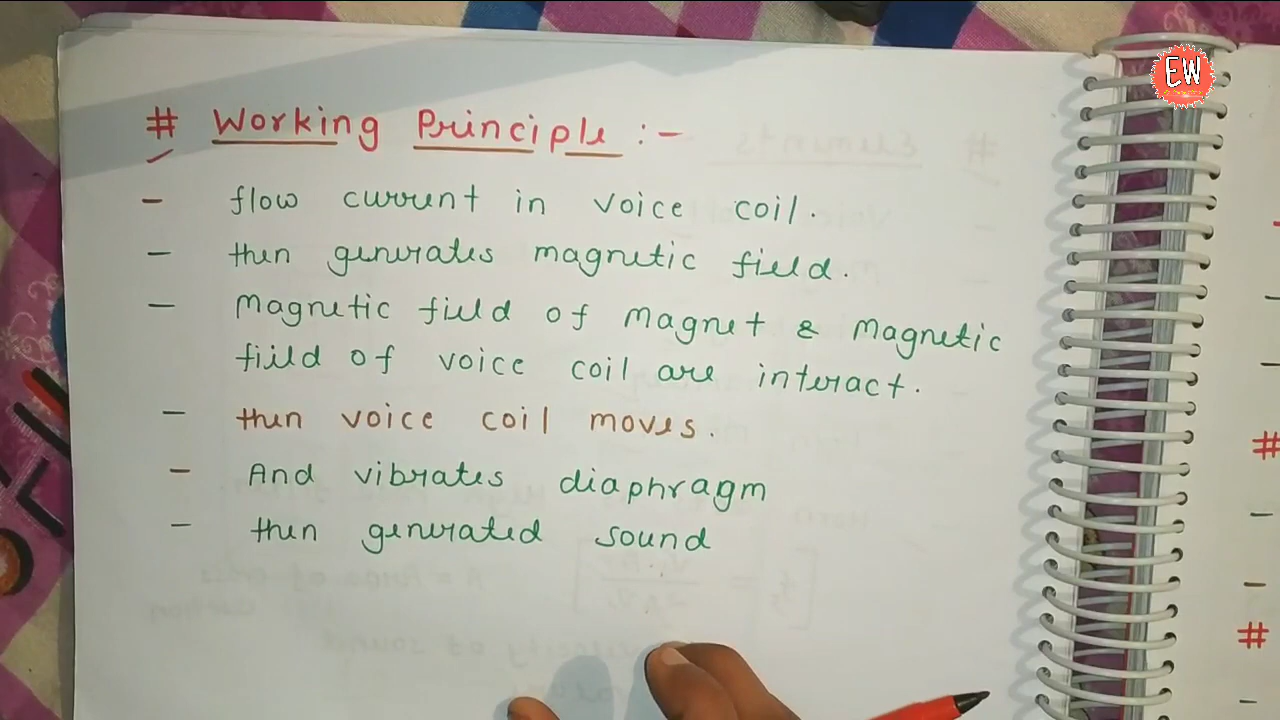 EW
# Working Principle :-
- flow current in voice coil.
- then generates magnetic field.
- Magnetic field of magnet & magnetic
field of voice coil are interact.
- then voice coil moves.
- And vibrates diaphragm
- then generated sound